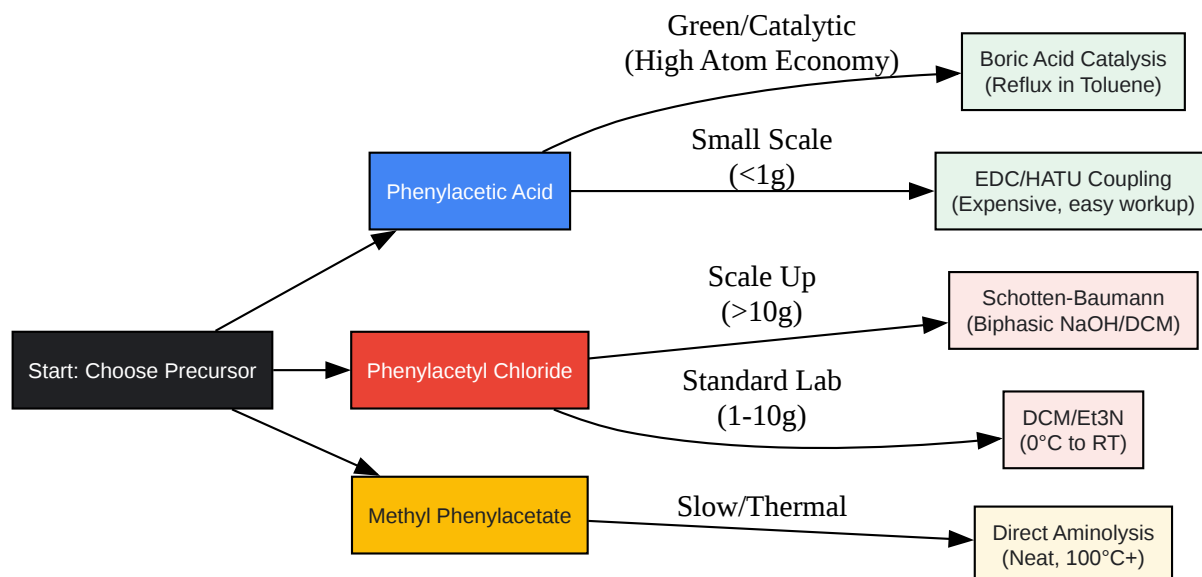 Green/Catalytic
(High Atom Economy)
Boric Acid Catalysis
(Reflux in Toluene)
Small Scale
(<1g)
Phenylacetic Acid
EDC/HATU Coupling
(Expensive, easy workup)
Scale Up
(>10g)
Schotten-Baumann
(Biphasic NaOH/DCM)
Start: Choose Precursor
Phenylacetyl Chloride
Standard Lab
(1-10g)
DCM/Et3N
(0°C to RT)
Methyl Phenylacetate
Slow/Thermal
Direct Aminolysis
(Neat, 100°C+)